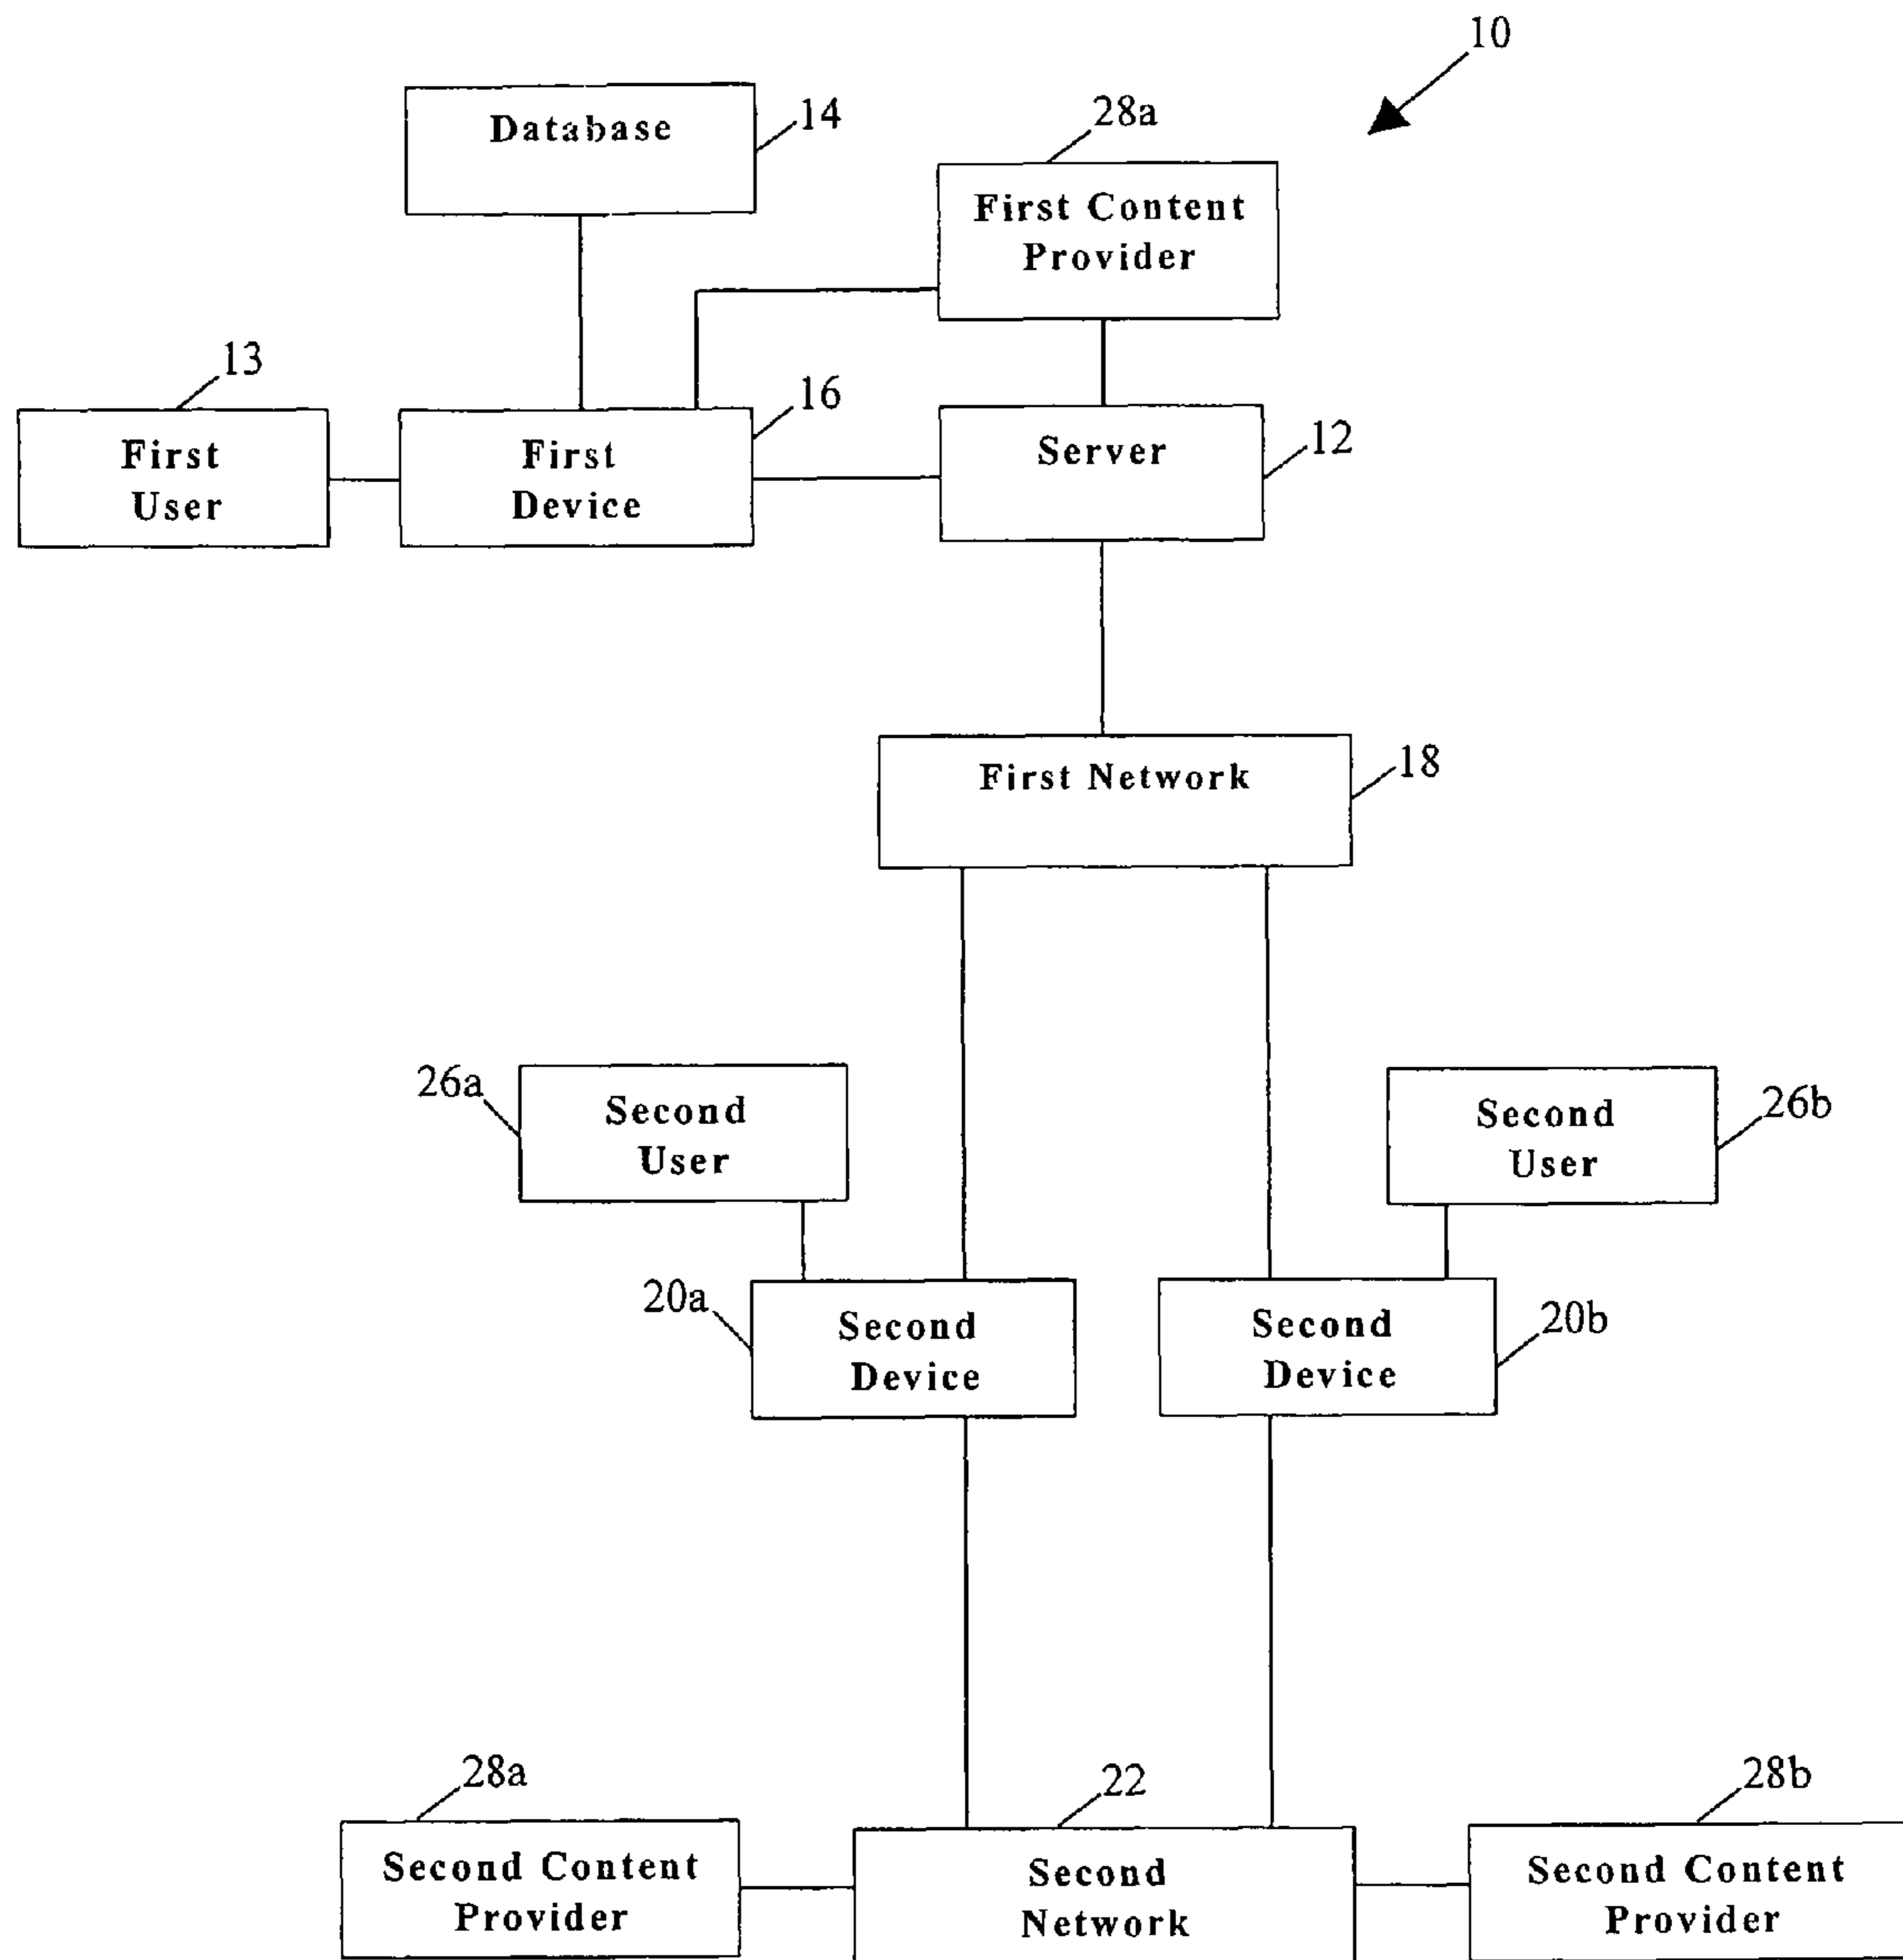 10
Database
14
28a
First Content
Provider
13
16
First
User
First
Device
Server
12
First Network
18
26a
Second
User
Second
User
26b
20a
Second
Device
Second
Device
20b
28a
22
28b
Second Content
Provider
Second
Network
Second Content
Provider